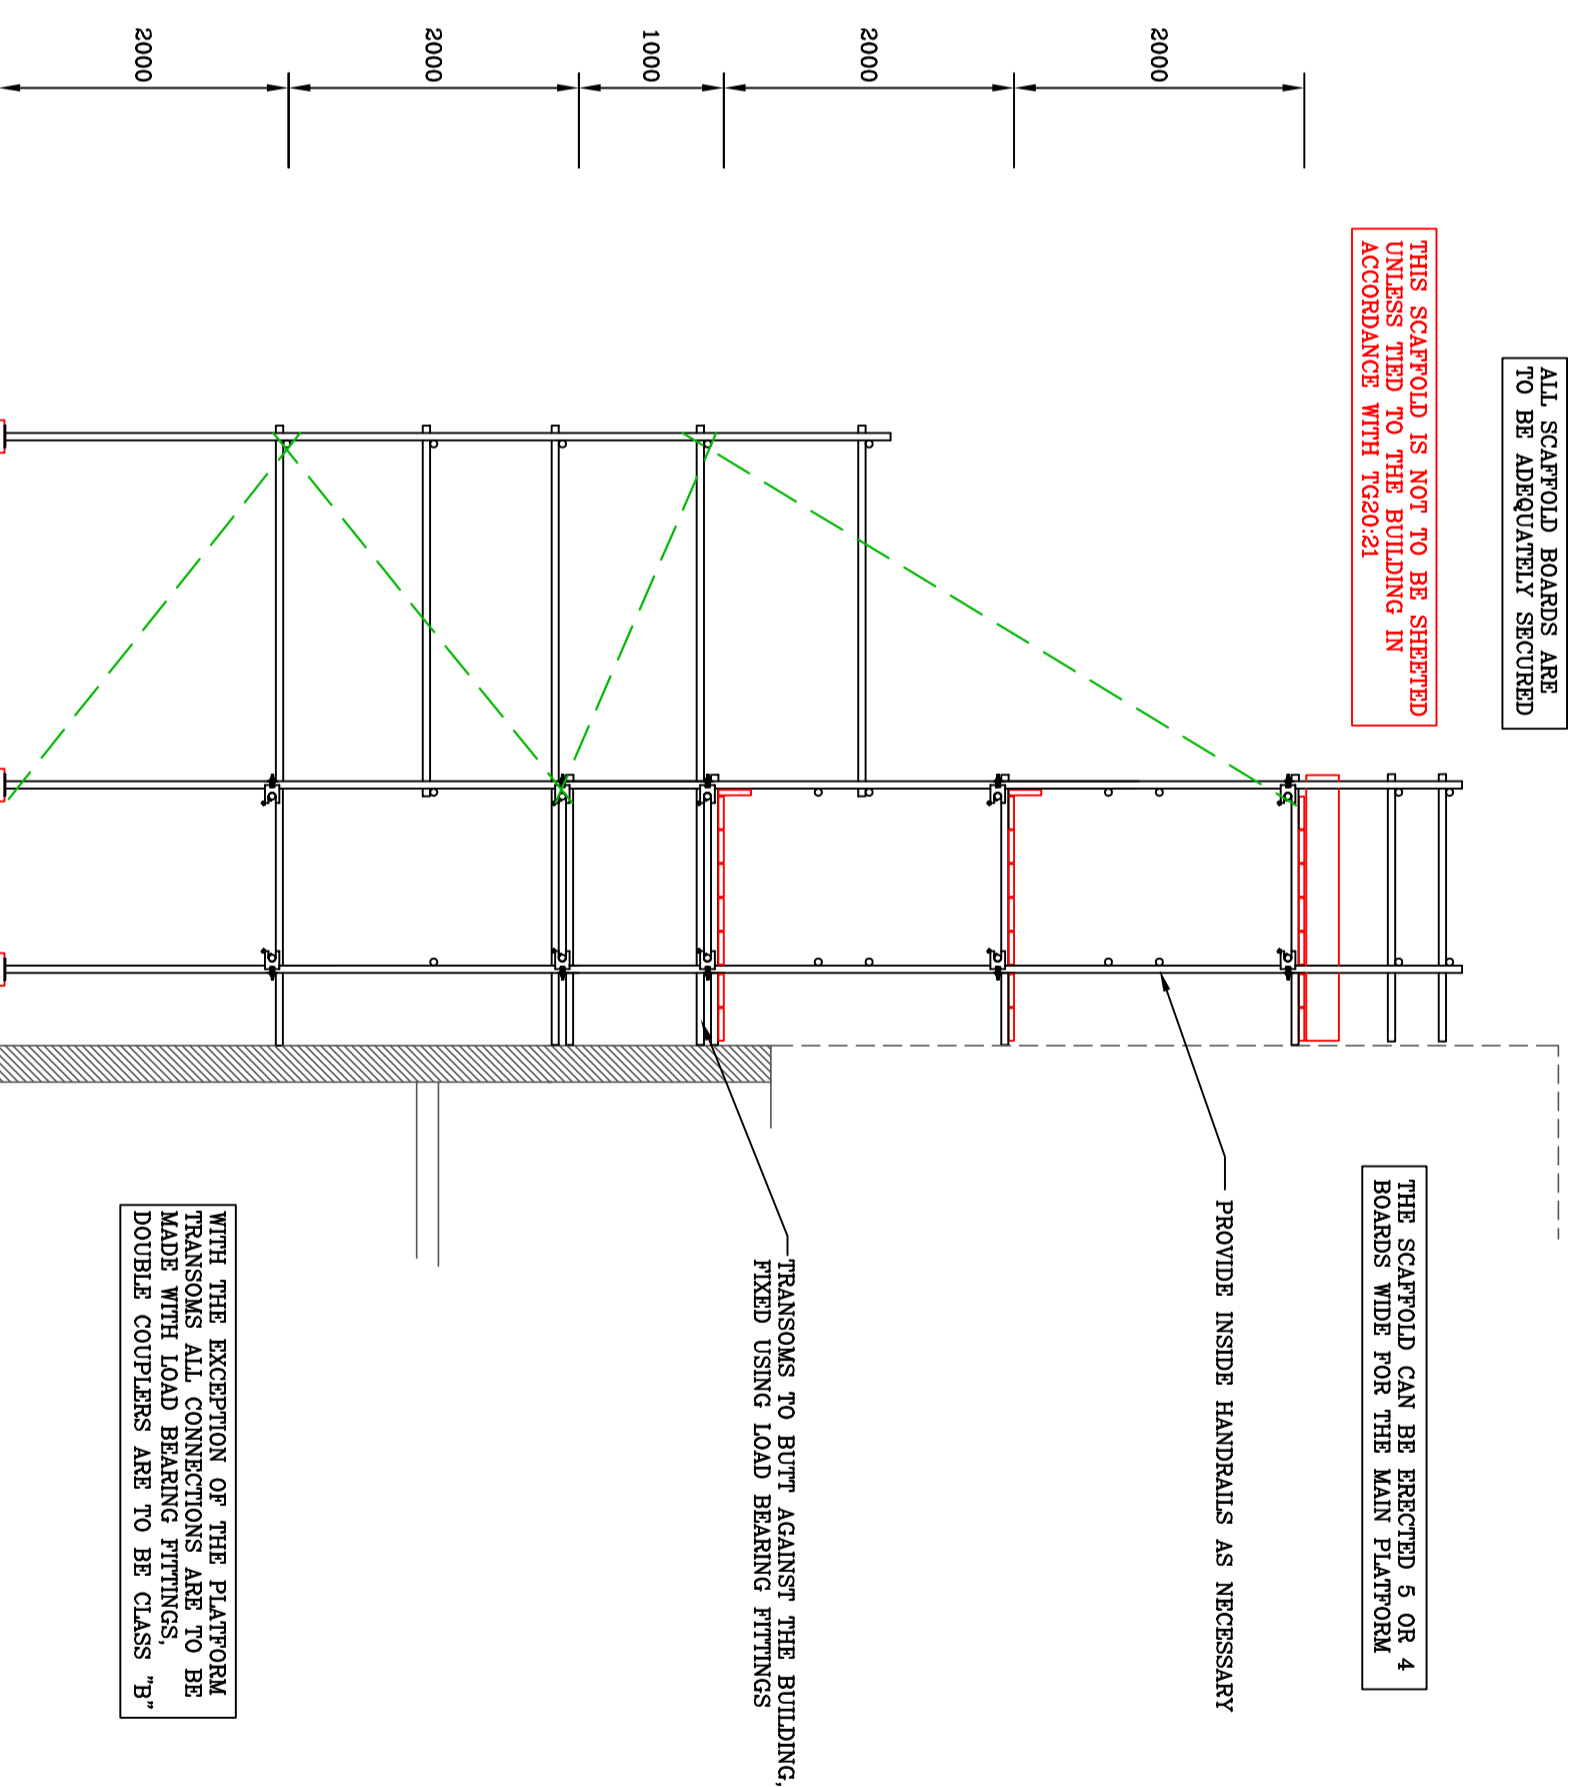 ALL SCAFFOLD BOARDS ARE
TO BE ADEQUATELY SECURED
THIS SCAFFOLD IS NOT TO BE SHEETED
UNLESS TIED TO THE BUILDING IN
ACCORDANCE WITH TG20:21
THE SCAFFOLD CAN BE ERECTED 5 OR 4
BOARDS WIDE FOR THE MAIN PLATFORM
2000
PROVIDE INSIDE HANDRAILS AS NECESSARY
2000
TRANSOMS TO BUTT AGAINST THE BUILDING,
FIXED USING LOAD BEARING FITTINGS
1000
2000
WITH THE EXCEPTION OF THE PLATFORM
TRANSOMS ALL CONNECTIONS ARE TO BE
MADE WITH LOAD BEARING FITTINGS,
DOUBLE COUPLERS ARE TO BE CLASS "B"
2000